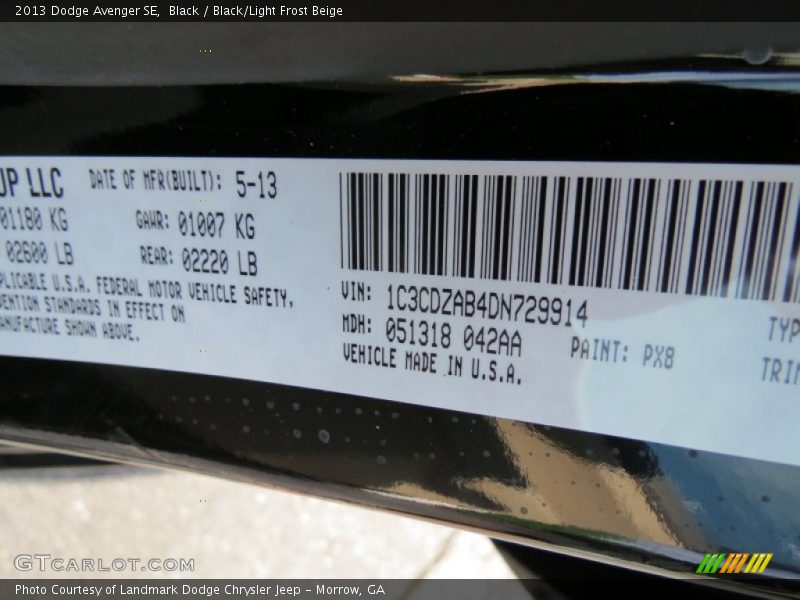 2013 Dodge Avenger SE,  Black / Black/Light Frost Beige
UP LLC
DATE OF MFR(BUILT): 5-13
01180 KG
GAWR: 01007 KG
02600 LB
REAR: 02220 LB
PLICABLE U.S.A. FEDERAL MOTOR VEHICLE SAFETY,
VENTION STANDARDS IN EFFECT ON
ANUFACTURE SHOWN ABOVE.
VIN: 1C3CDZAB4DN729914
MDH: 051318 042AA
PAINT: PX8
VEHICLE MADE IN U.S.A.
TYP
TRIM
GTCARLOT.COM
Photo Courtesy of Landmark Dodge Chrysler Jeep – Morrow, GA